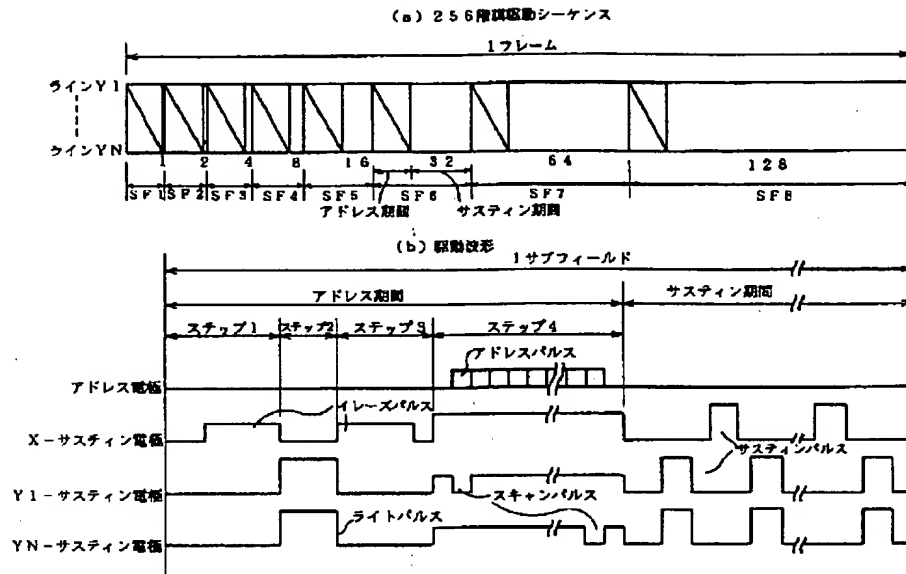 (a) 256階調駆動シーケンス
1フレーム
ラインY1
ラインYN
1 2 4 8 16 32 64 128
SF1 SF2 SF3 SF4 SF5 SF6 SF7 SF8
アドレス期間 サスティン期間
(b) 駆動波形
1サブフィールド
アドレス期間 サスティン期間
ステップ1 ステップ2 ステップ3 ステップ4
アドレスパルス
アドレス電極
イレーズパルス
X-サスティン電極
サスティンパルス
Y1-サスティン電極
スキャンパルス
ライトパルス
YN-サスティン電極